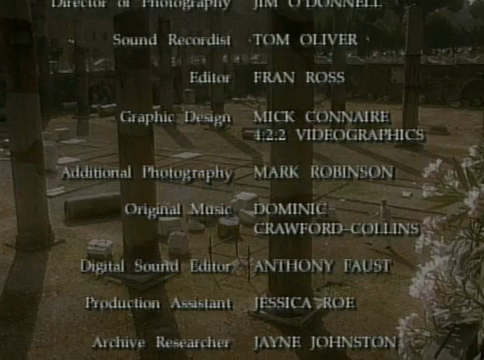 Director of Photography JIM O'DONNELL
Sound Recordist TOM OLIVER
Editor FRAN ROSS
Graphic Design MICK CONNAIRE
4:2:2 VIDEOGRAPHICS
Additional Photography MARK ROBINSON
Original Music DOMINIC
CRAWFORD-COLLINS
Digital Sound Editor ANTHONY FAUST
Production Assistant JESSICA ROE
Archive Researcher JAYNE JOHNSTON